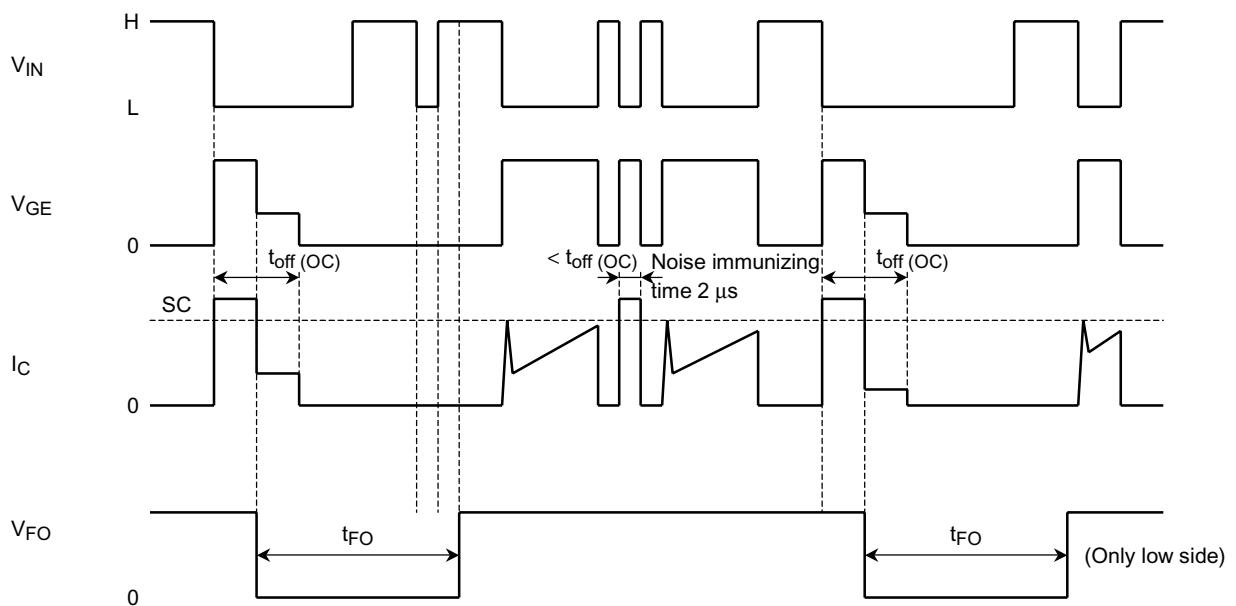 H
VIN
L
VGE
0
toff (OC)
< toff (OC)
Noise immunizing
time 2 μs
toff (OC)
SC
IC
0
VFO
tFO
tFO
(Only low side)
0